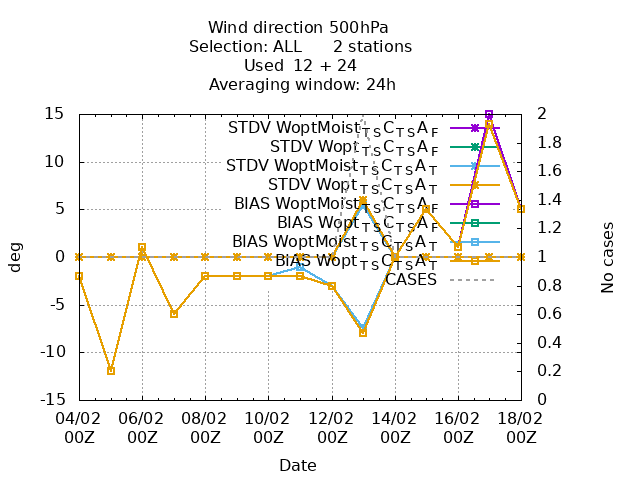 Wind direction 500hPa
Selection: ALL 2 stations
Used 12 + 24
Averaging window: 24h
15
10
5
0
-5
-10
-15
deg
2
1.8
1.6
1.4
1.2
1
0.8
0.6
0.4
0.2
0
No cases
STDV WoptMoist_TS C_TS A_F
STDV Wopt_TS C_TS A_F
STDV WoptMoist_TS C_TS A_T
STDV Wopt_TS C_TS A_T
BIAS WoptMoist_TS C_TS A_F
BIAS Wopt_TS C_TS A_F
BIAS WoptMoist_TS C_TS A_T
BIAS Wopt_TS C_TS A_T
CASES
04/02 06/02 08/02 10/02 12/02 14/02 16/02 18/02
00Z 00Z 00Z 00Z 00Z 00Z 00Z 00Z
Date